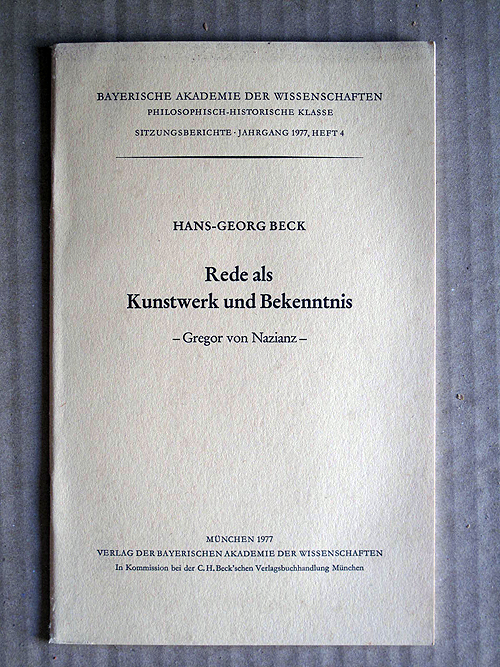 BAYERISCHE AKADEMIE DER WISSENSCHAFTEN
PHILOSOPHISCH-HISTORISCHE KLASSE
SITZUNGSBERICHTE · JAHRGANG 1977, HEFT 4
HANS-GEORG BECK
Rede als
Kunstwerk und Bekenntnis
– Gregor von Nazianz –
MÜNCHEN 1977
VERLAG DER BAYERISCHEN AKADEMIE DER WISSENSCHAFTEN
In Kommission bei der C. H. Beck'schen Verlagsbuchhandlung München